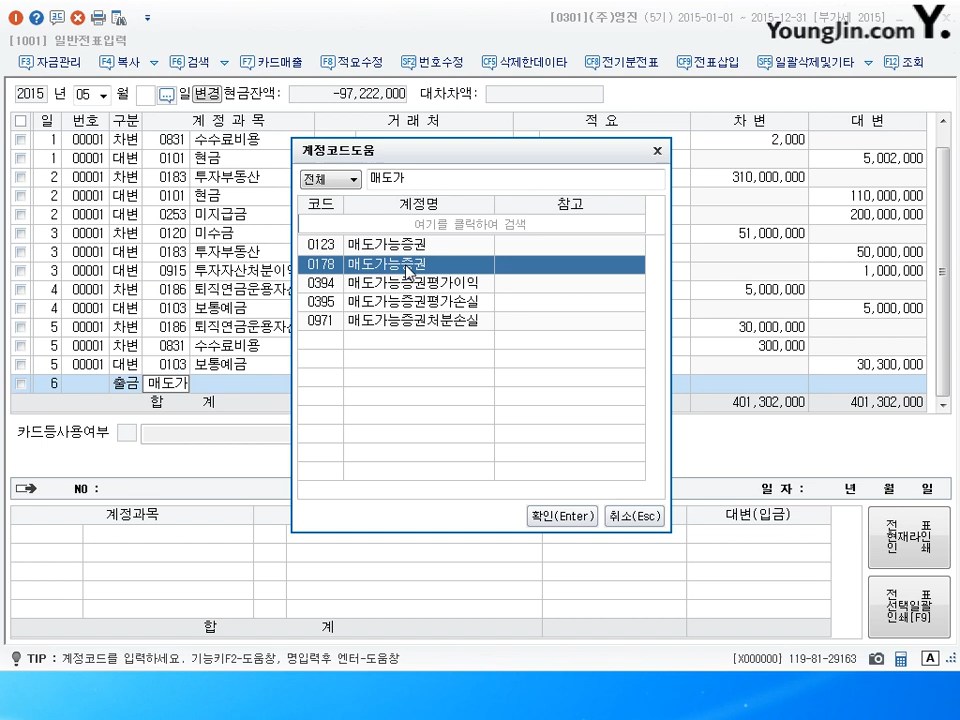 [0301](주)영진 (5기) 2015-01-01 ~ 2015-12-31 [부가세 2015]
YoungJin.com Y.
[1001] 일반전표입력
F3 자금관리 F4 복사 F6 검색 F7 카드매출 F8 적요수정 SF2 번호수정 CF5 삭제한데이타 CF8 전기분전표 CF9 전표삽입 SF5 일괄삭제및기타 F12 조회
2015 년 05 월 일 변경 현금잔액: -97,222,000 대차차액:
일 번호 구분 계 정 과 목 거 래 처 적 요 차 변 대 변
1 00001 차변 0831 수수료비용 2,000
1 00001 대변 0101 현금 5,002,000
2 00001 차변 0183 투자부동산 310,000,000
2 00001 대변 0101 현금 110,000,000
2 00001 대변 0253 미지급금 200,000,000
3 00001 차변 0120 미수금 51,000,000
3 00001 대변 0183 투자부동산 50,000,000
3 00001 대변 0915 투자자산처분이익 1,000,000
4 00001 차변 0186 퇴직연금운용자 5,000,000
4 00001 대변 0103 보통예금 5,000,000
5 00001 차변 0186 퇴직연금운용자 30,000,000
5 00001 차변 0831 수수료비용 300,000
5 00001 대변 0103 보통예금 30,300,000
6 출금 매도가
합 계 401,302,000 401,302,000
계정코드도움 x
전체 매도가
코드 계정명 참고
여기를 클릭하여 검색
0123 매도가능증권
0178 매도가능증권
0394 매도가능증권평가이익
0395 매도가능증권평가손실
0971 매도가능증권처분손실
확인(Enter) 취소(Esc)
카드등사용여부
NO : 일 자 : 년 월 일
계정과목 대변(입금)
합 계
전 표
현재라인
인 쇄
전 표
선택일괄
인쇄[F9]
TIP : 계정코드를 입력하세요. 기능키F2-도움창, 명입력후 엔터-도움창
[X000000] 119-81-29163 A